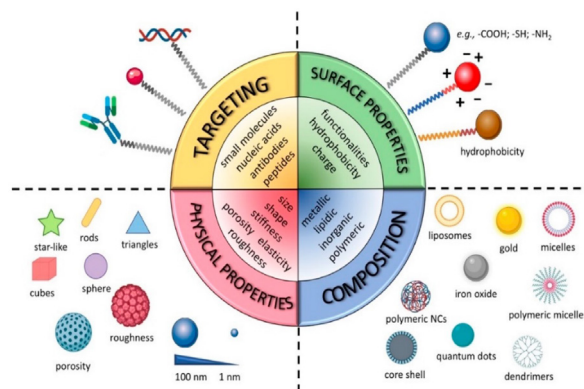 TARGETING
small molecules
nucleic acids
antibodies
peptides
SURFACE PROPERTIES
functionalities
hydrophobicity
charge
e.g., -COOH; -SH; -NH2
+
-
+
+
-
+
-
hydrophobicity
PHYSICAL PROPERTIES
size
shape
stiffness
porosity elasticity
roughness
star-like
rods
triangles
cubes
sphere
roughness
porosity
100 nm
1 nm
COMPOSITION
metallic
lipidic
inorganic
polymeric
liposomes
gold
micelles
iron oxide
polymeric NCs
polymeric micelle
core shell
quantum dots
dendrimers